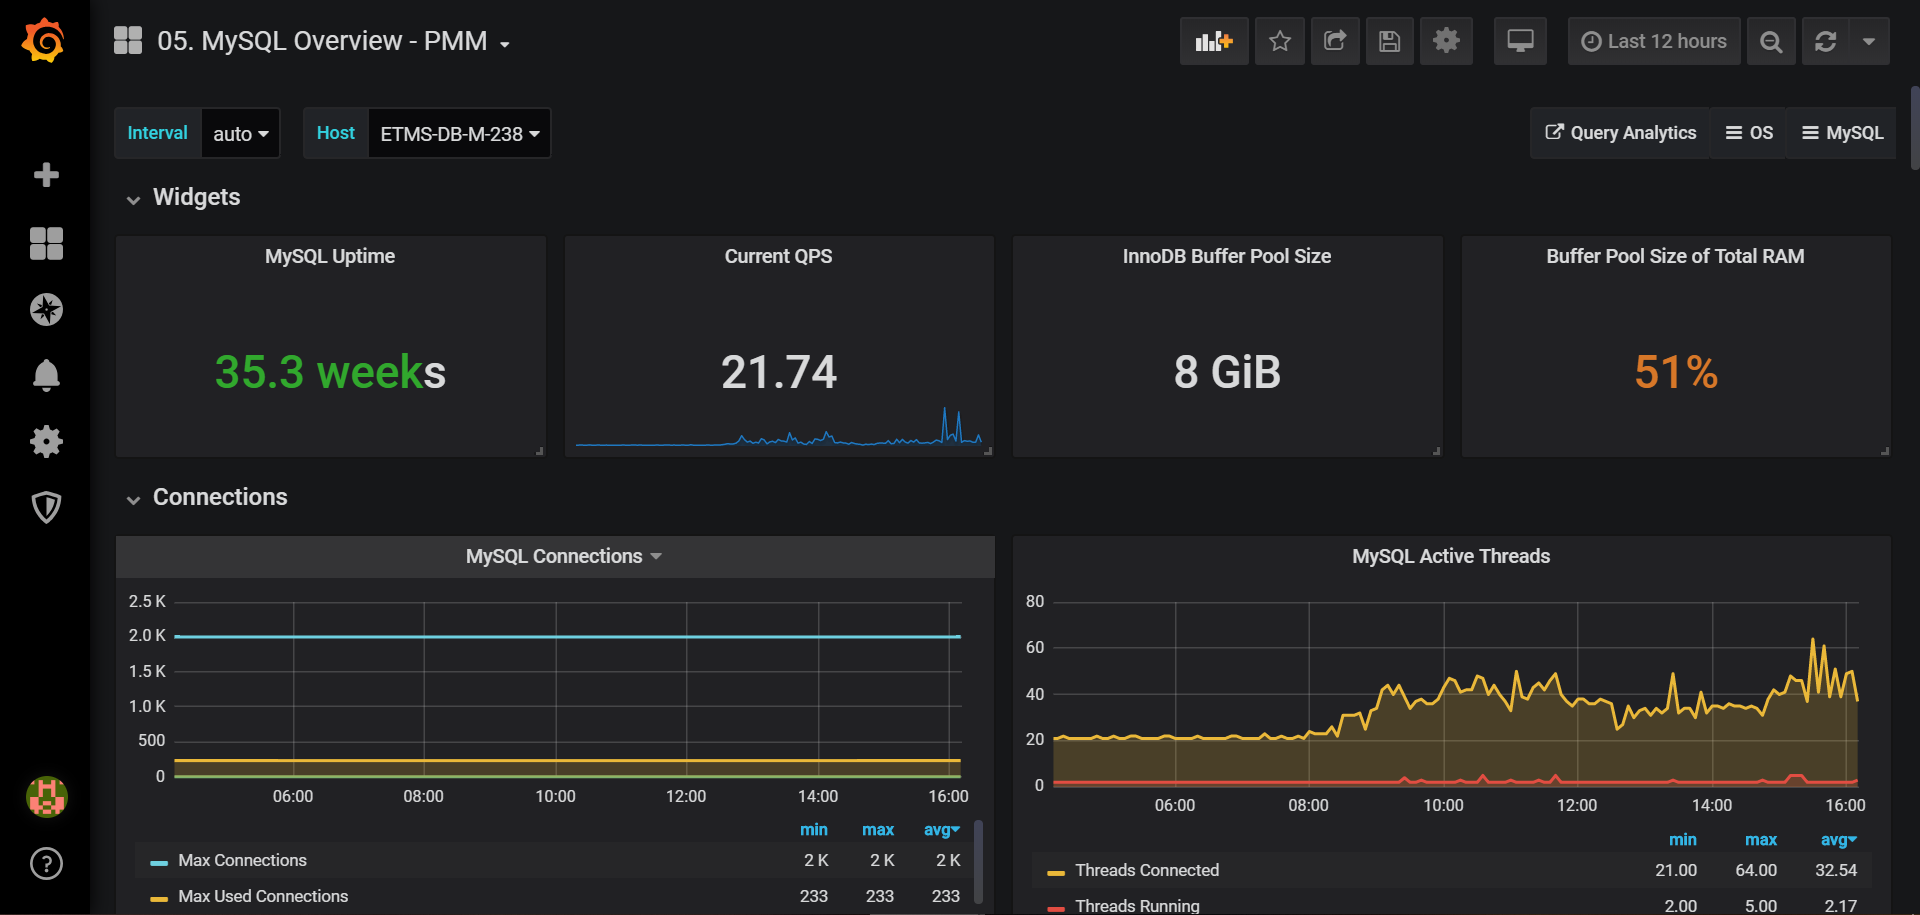 05. MySQL Overview - PMM
Last 12 hours
Interval auto Host ETMS-DB-M-238
Query Analytics OS MySQL
Widgets
MySQL Uptime
35.3 weeks
Current QPS
21.74
InnoDB Buffer Pool Size
8 GiB
Buffer Pool Size of Total RAM
51%
Connections
MySQL Connections
2.5 K
2.0 K
1.5 K
1.0 K
500
0
06:00 08:00 10:00 12:00 14:00 16:00
min max avg
Max Connections 2 K 2 K 2 K
Max Used Connections 233 233 233
MySQL Active Threads
80
60
40
20
0
06:00 08:00 10:00 12:00 14:00 16:00
min max avg
Threads Connected 21.00 64.00 32.54
Threads Running 2.00 5.00 2.17